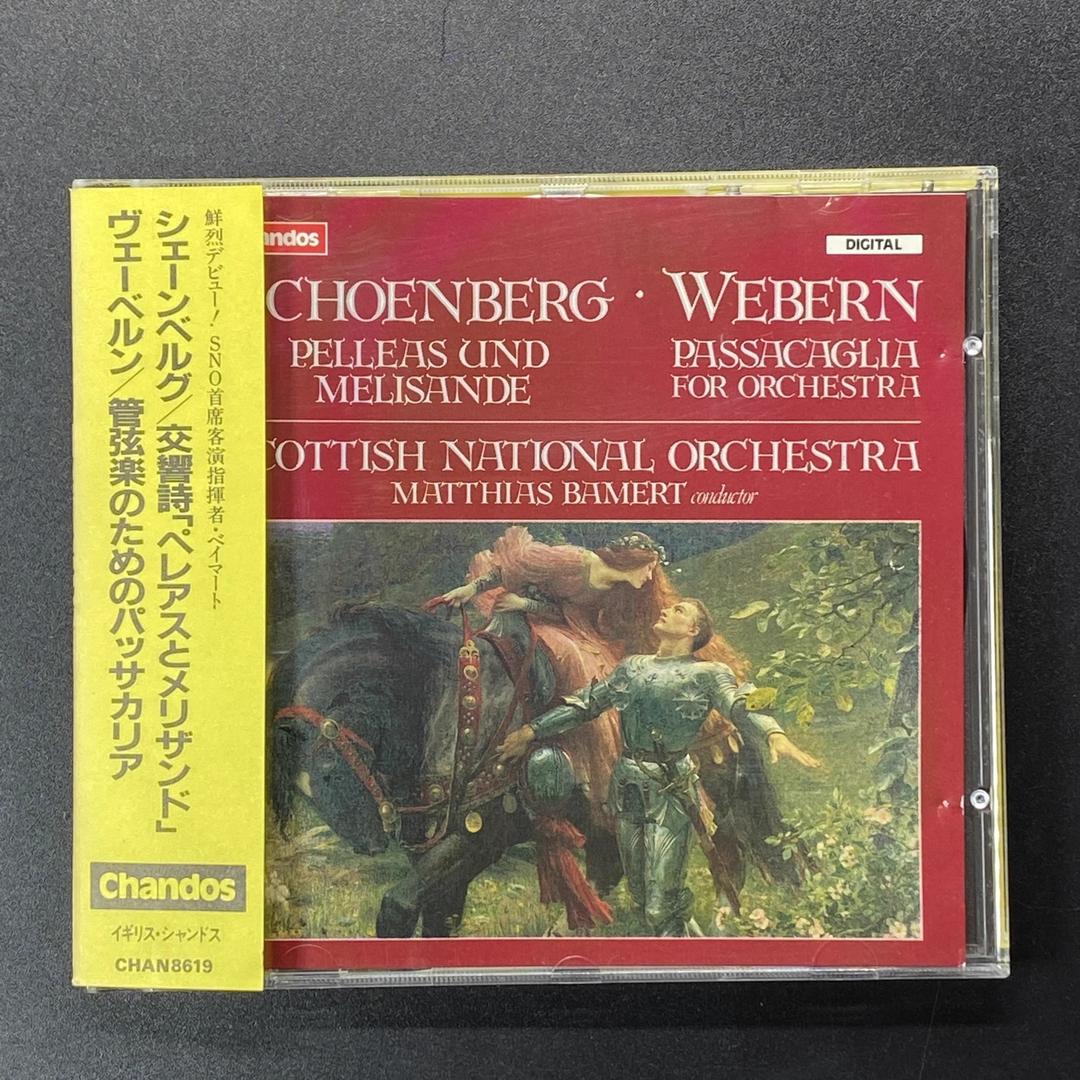 鮮烈デビュー！SNO首席客演指揮者・ベイマート
シェーンベルグ/交響詩「ペレアスとメリザンド」
ヴェーベルン/管弦楽のためのパッサカリア
Chandos
イギリス・シャンドス
CHAN8619
andos
DIGITAL
CHOENBERG · WEBERN
PELLEAS UND
MELISANDE
PASSACAGLIA
FOR ORCHESTRA
COTTISH NATIONAL ORCHESTRA
MATTHIAS BAMERT conductor